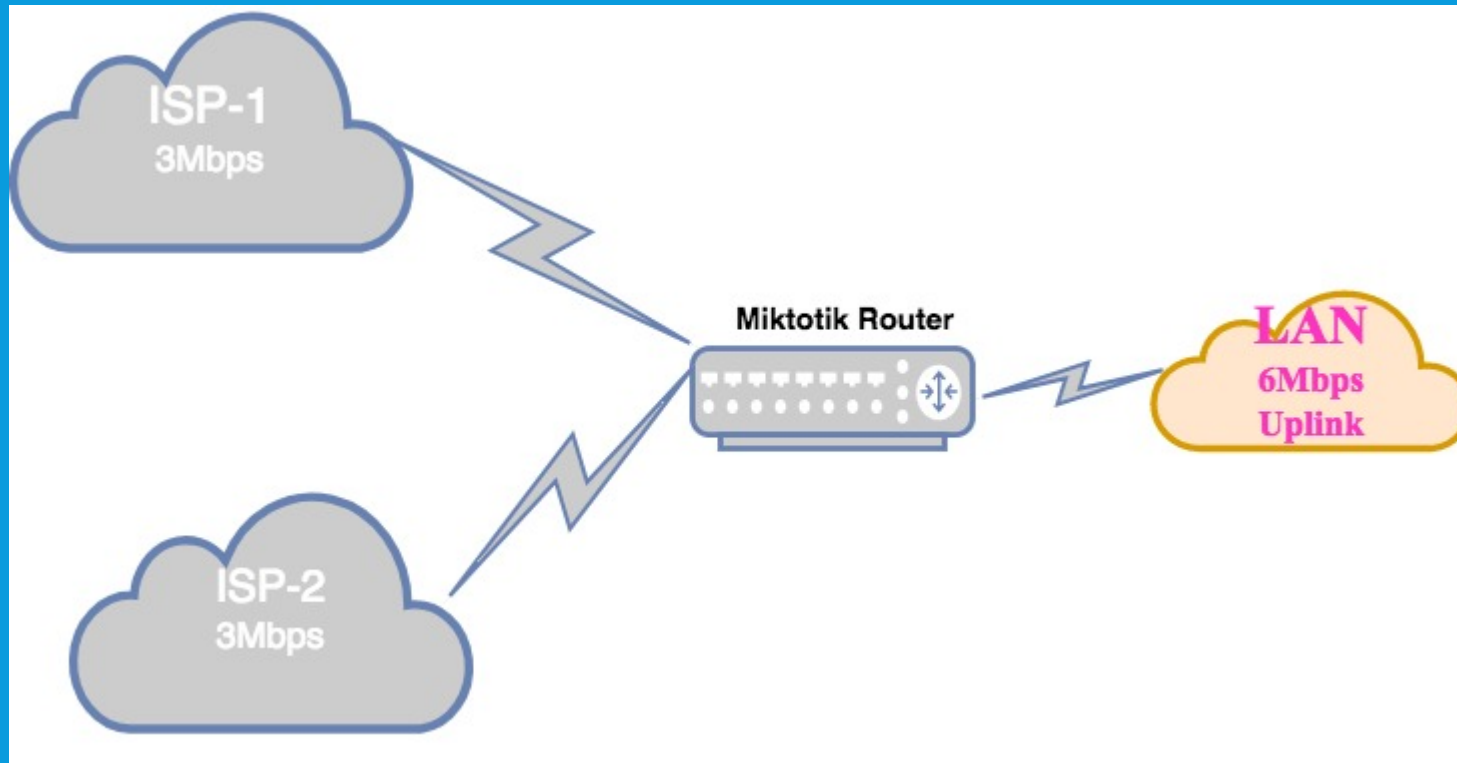 ISP-1
3Mbps
Miktotik Router
LAN
6Mbps
Uplink
ISP-2
3Mbps